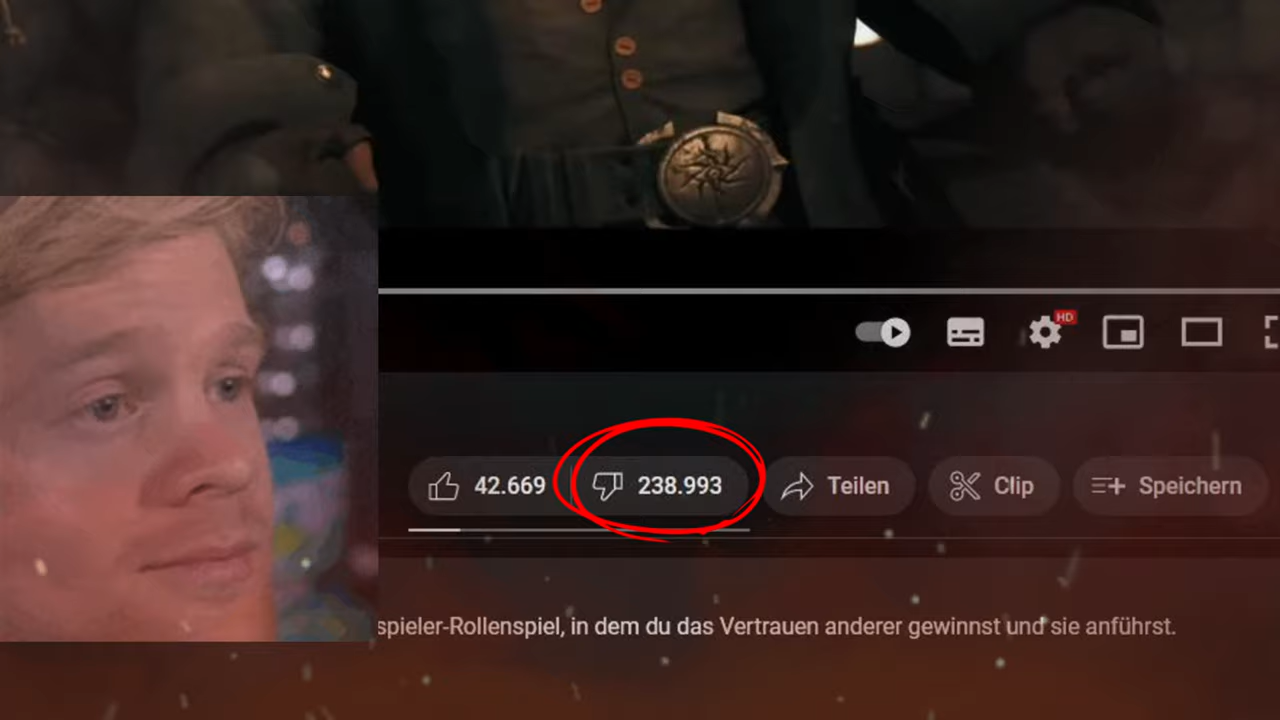 HD
42.669 238.993 Teilen Clip Speichern
spieler-Rollenspiel, in dem du das Vertrauen anderer gewinnst und sie anführst.